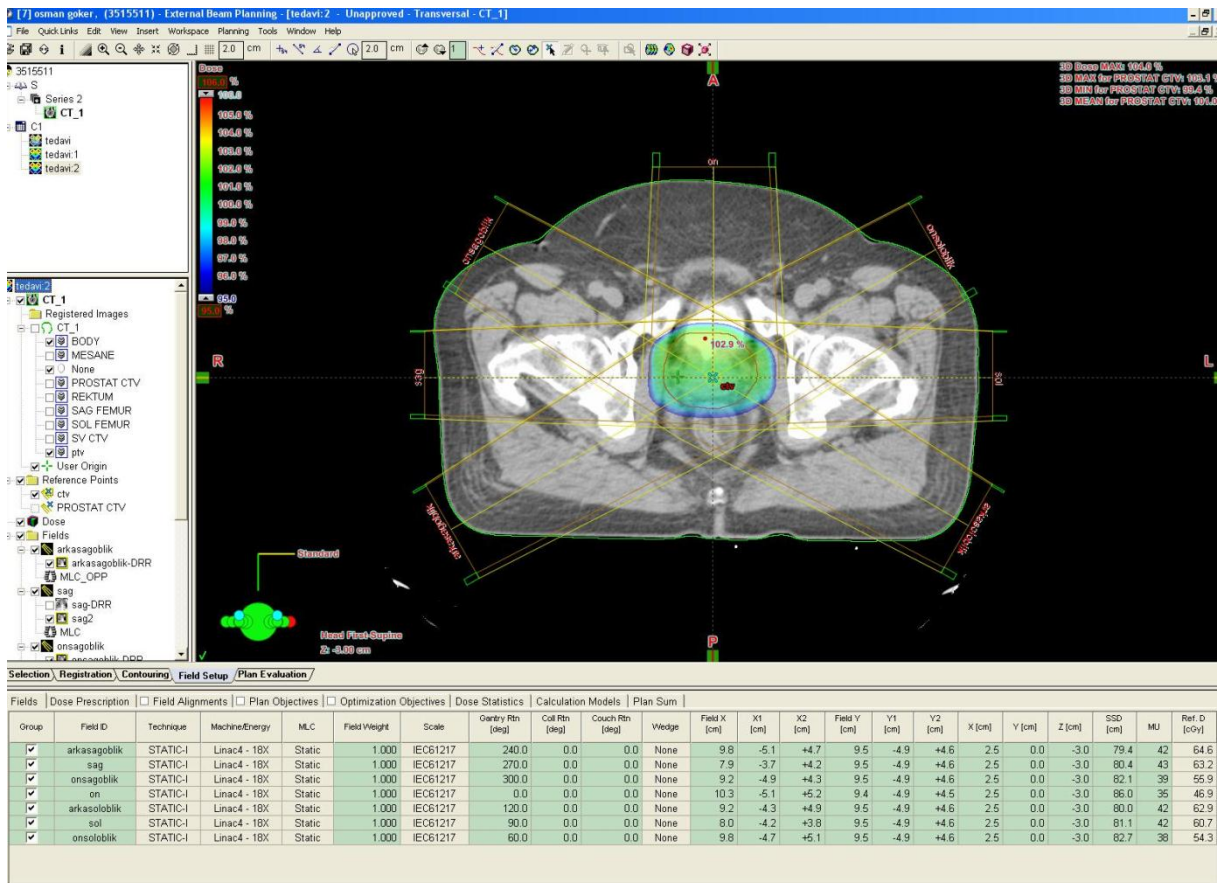 [7] osman goker, (3515511) - External Beam Planning - [tedavi:2 - Unapproved - Transversal - CT_1]
File Quick Links Edit View Insert Workspace Planning Tools Window Help
2.0 cm 2.0 cm 1
3515511
S
Series 2
CT_1
C1
tedavi
tedavi:1
tedavi:2
tedavi:2
CT_1
Registered Images
CT_1
BODY
MESANE
None
PROSTAT CTV
REKTUM
SAG FEMUR
SOL FEMUR
SV CTV
ptv
User Origin
Reference Points
ctv
PROSTAT CTV
Dose
Fields
arkasagoblik
arkasagoblik-DRR
MLC_OPP
sag
sag-DRR
sag2
MLC
onsagoblik
onsagoblik-DRR
Dose
106.0 %
106.0
105.0 %
104.0 %
103.0 %
102.0 %
101.0 %
100.0 %
99.0 %
98.0 %
97.0 %
96.0 %
95.0
95.0 %
A
3D Dose MAX: 104.0 %
3D MAX for PROSTAT CTV: 103.1 %
3D MIN for PROSTAT CTV: 99.4 %
3D MEAN for PROSTAT CTV: 101.0
on
onsagoblik
onsoloblik
R
L
sag
102.9 %
ctv
sol
arkasagoblik
arkasoloblik
Standard
Head First-Supine
Z: -3.00 cm
P
Selection Registration Contouring Field Setup Plan Evaluation
Fields Dose Prescription Field Alignments Plan Objectives Optimization Objectives Dose Statistics Calculation Models Plan Sum
Group Field ID Technique Machine/Energy MLC Field Weight Scale Gantry Rtn [deg] Coll Rtn [deg] Couch Rtn [deg] Wedge Field X [cm] X1 [cm] X2 [cm] Field Y [cm] Y1 [cm] Y2 [cm] X [cm] Y [cm] Z [cm] SSD [cm] MU Ref. D [cGy]
arkasagoblik STATIC-I Linac4 - 18X Static 1.000 IEC61217 240.0 0.0 0.0 None 9.8 -5.1 +4.7 9.5 -4.9 +4.6 2.5 0.0 -3.0 79.4 42 64.6
sag STATIC-I Linac4 - 18X Static 1.000 IEC61217 270.0 0.0 0.0 None 7.9 -3.7 +4.2 9.5 -4.9 +4.6 2.5 0.0 -3.0 80.4 43 63.2
onsagoblik STATIC-I Linac4 - 18X Static 1.000 IEC61217 300.0 0.0 0.0 None 9.2 -4.9 +4.3 9.5 -4.9 +4.6 2.5 0.0 -3.0 82.1 39 55.9
on STATIC-I Linac4 - 18X Static 1.000 IEC61217 0.0 0.0 0.0 None 10.3 -5.1 +5.2 9.4 -4.9 +4.5 2.5 0.0 -3.0 86.0 35 46.9
arkasoloblik STATIC-I Linac4 - 18X Static 1.000 IEC61217 120.0 0.0 0.0 None 9.2 -4.3 +4.9 9.5 -4.9 +4.6 2.5 0.0 -3.0 80.0 42 62.9
sol STATIC-I Linac4 - 18X Static 1.000 IEC61217 90.0 0.0 0.0 None 8.0 -4.2 +3.8 9.5 -4.9 +4.6 2.5 0.0 -3.0 81.1 42 60.7
onsoloblik STATIC-I Linac4 - 18X Static 1.000 IEC61217 60.0 0.0 0.0 None 9.8 -4.7 +5.1 9.5 -4.9 +4.6 2.5 0.0 -3.0 82.7 38 54.3